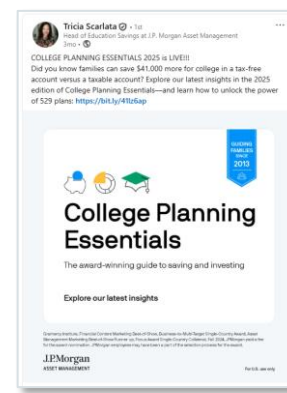 Tricia Scarlata · 1st
Head of Education Savings at J.P. Morgan Asset Management
3mo ·
COLLEGE PLANNING ESSENTIALS 2025 is LIVE!!!
Did you know families can save $41,000 more for college in a tax-free
account versus a taxable account? Explore our latest insights in the 2025
edition of College Planning Essentials—and learn how to unlock the power
of 529 plans: https://bit.ly/41lz6ap
GUIDING
FAMILIES
SINCE
2013
College Planning
Essentials
The award-winning guide to saving and investing
Explore our latest insights
J.P.Morgan
ASSET MANAGEMENT
For U.S. use only